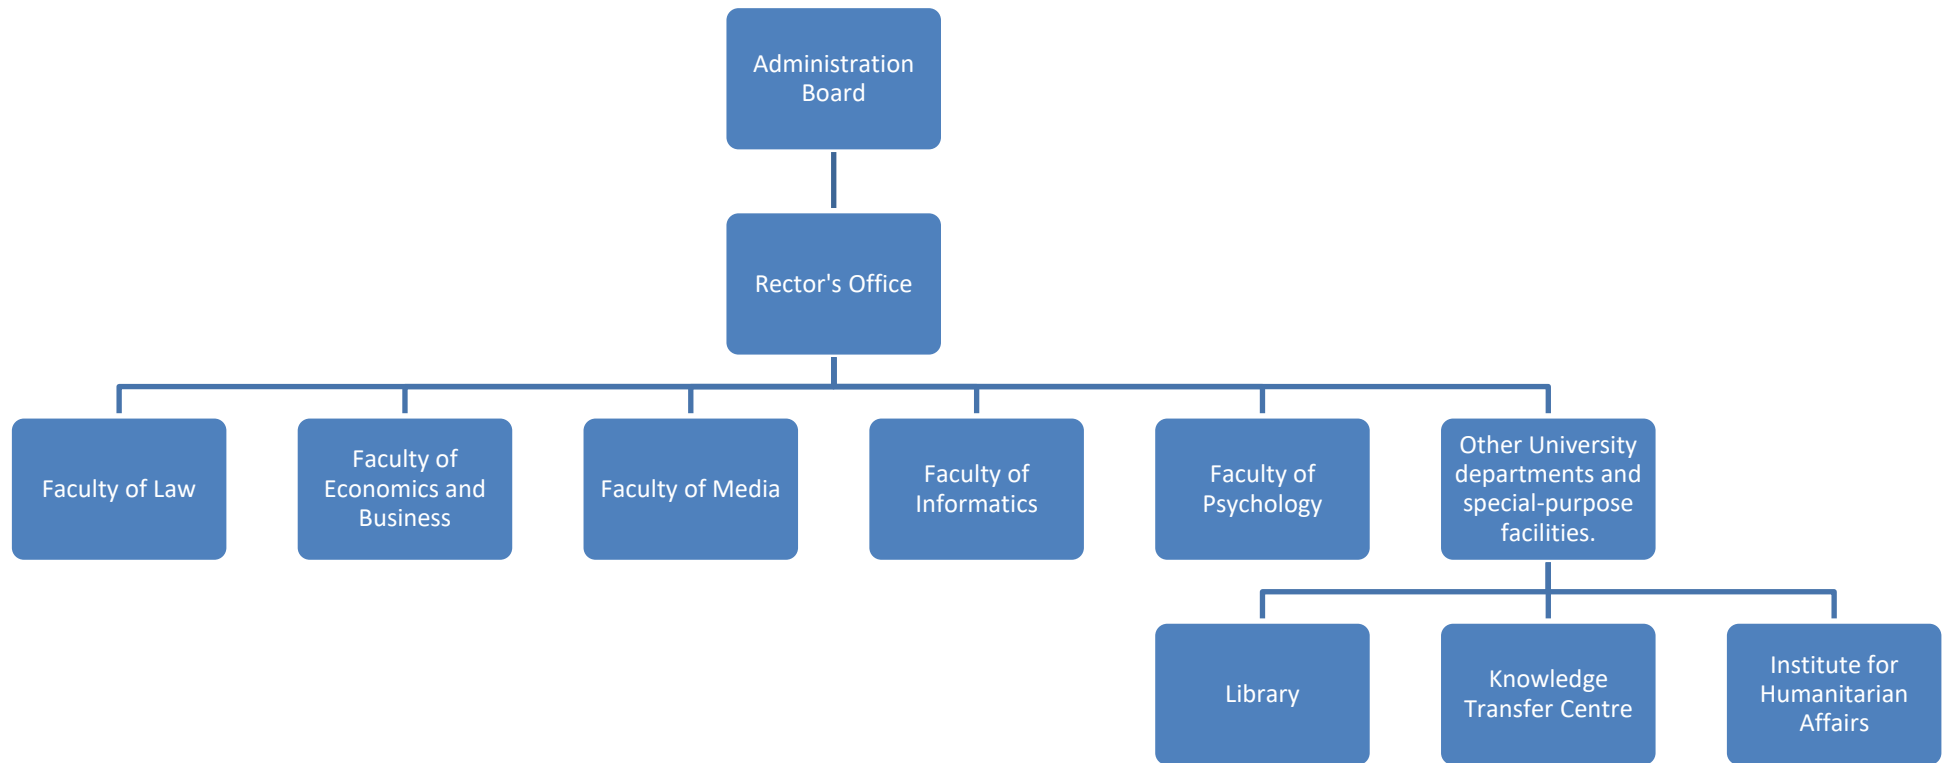 Administration
Board
Rector's Office
Faculty of Law
Faculty of
Economics and
Business
Faculty of Media
Faculty of
Informatics
Faculty of
Psychology
Other University
departments and
special-purpose
facilities.
Library
Knowledge
Transfer Centre
Institute for
Humanitarian
Affairs